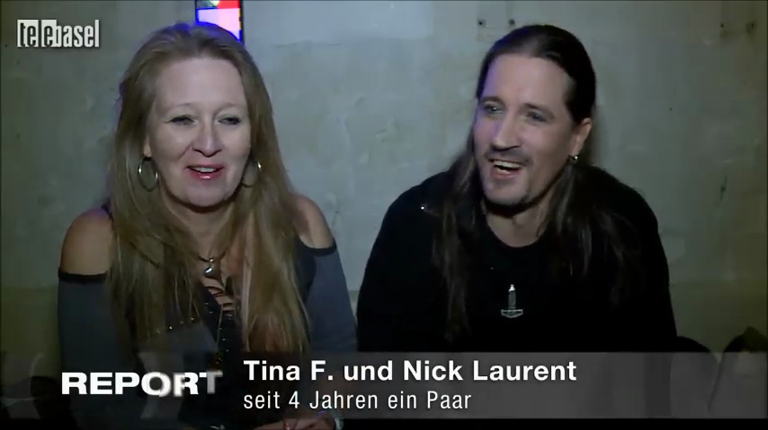 telebasel
Tina F. und Nick Laurent
REPORT
seit 4 Jahren ein Paar